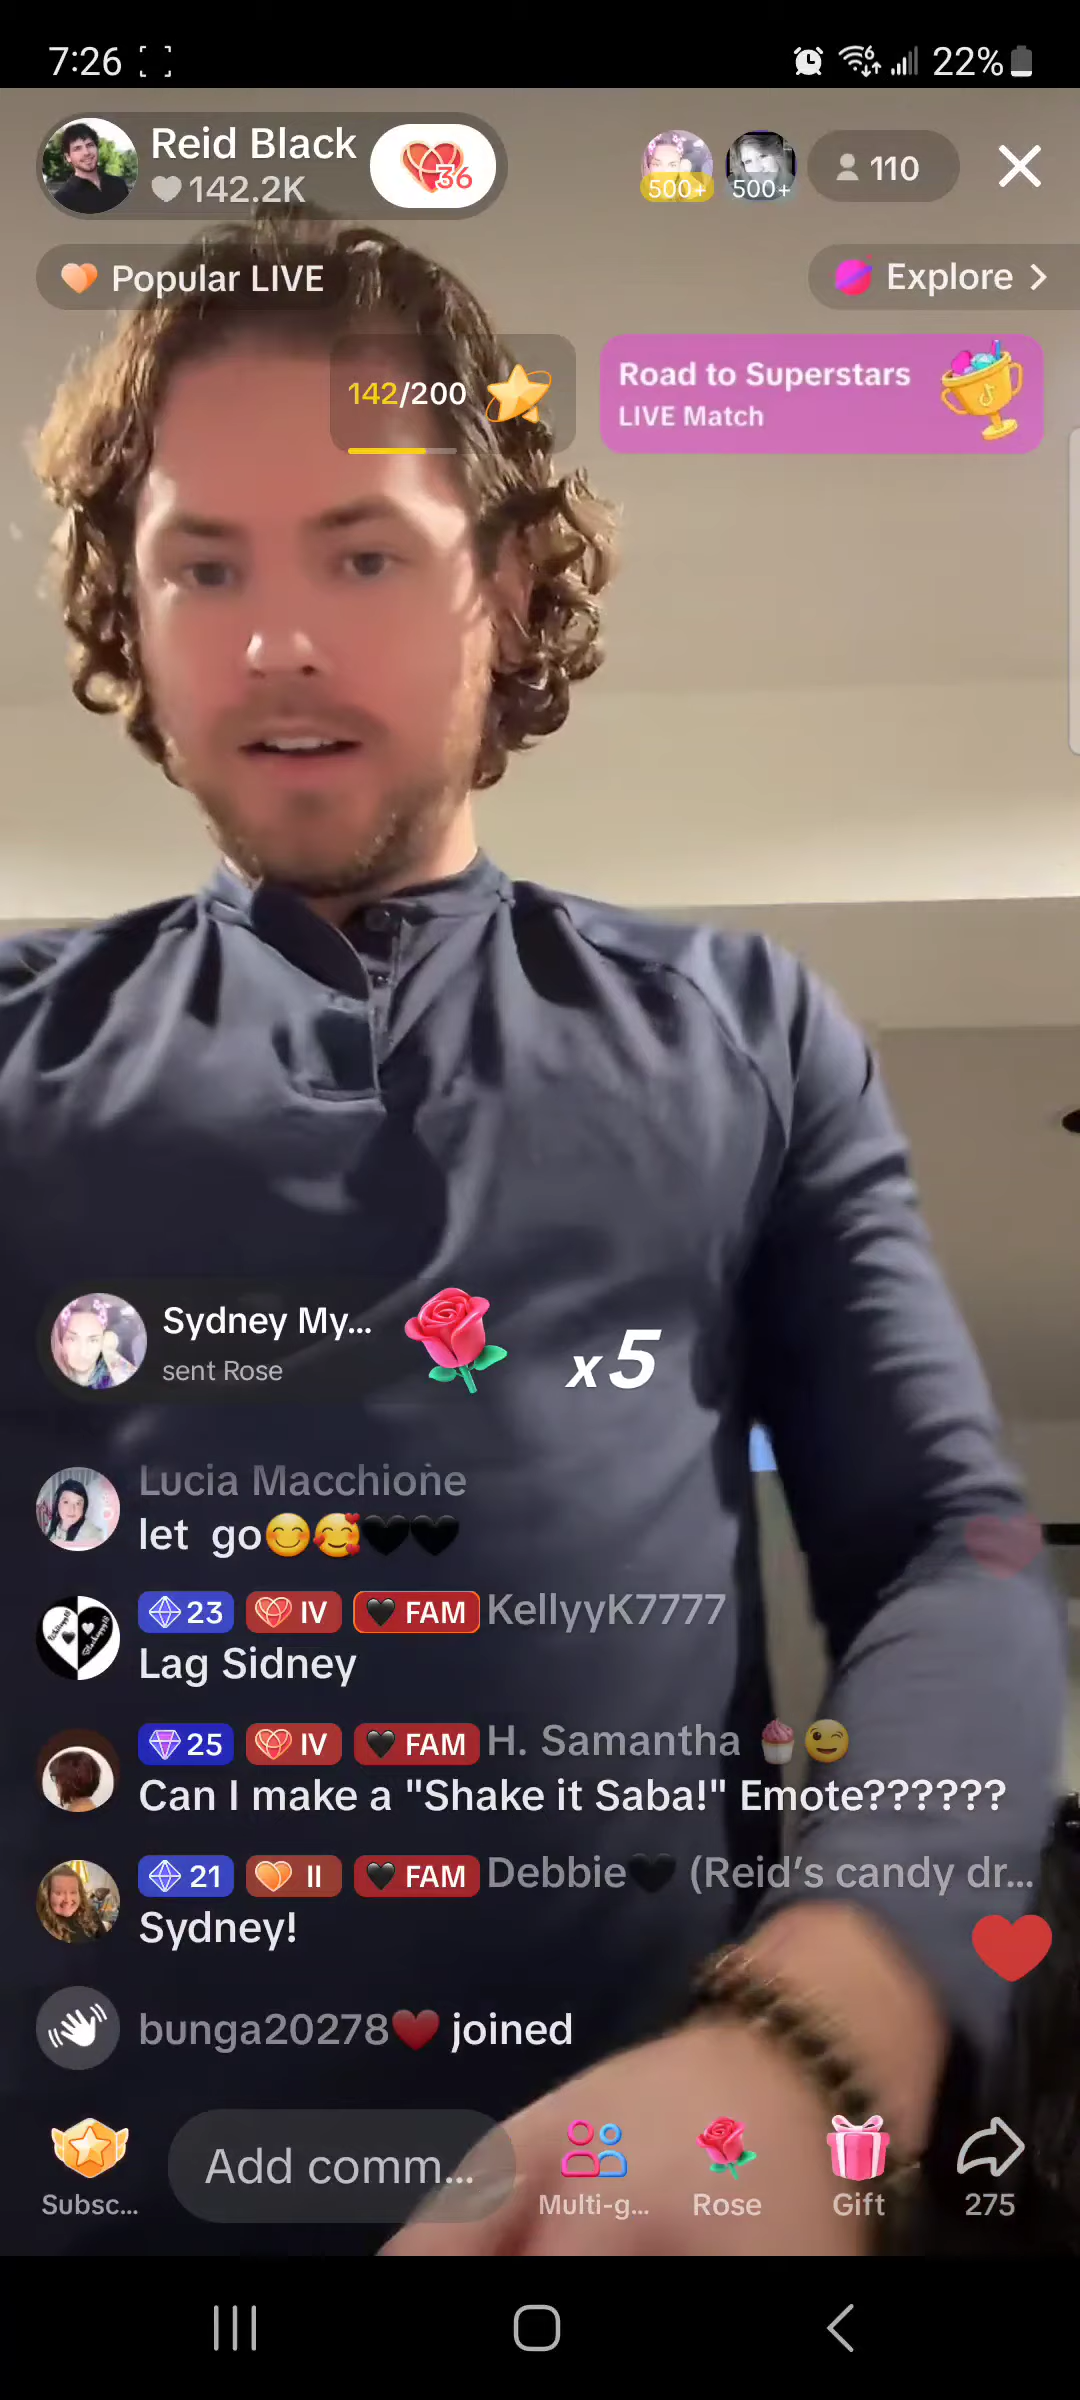 7:26
22%
Reid Black
142.2K
36
500+
500+
110
Popular LIVE
Explore
142/200
Road to Superstars
LIVE Match
Sydney My...
sent Rose
x5
Lucia Macchione
let go😊🥰🖤🖤
23 IV 🖤 FAM KellyyK7777
Lag Sidney
25 IV 🖤 FAM H. Samantha 🧁😉
Can I make a "Shake it Saba!" Emote??????
21 II 🖤 FAM Debbie🖤 (Reid’s candy dr...
Sydney!
bunga20278❤️ joined
Subsc...
Add comm...
Multi-g...
Rose
Gift
275